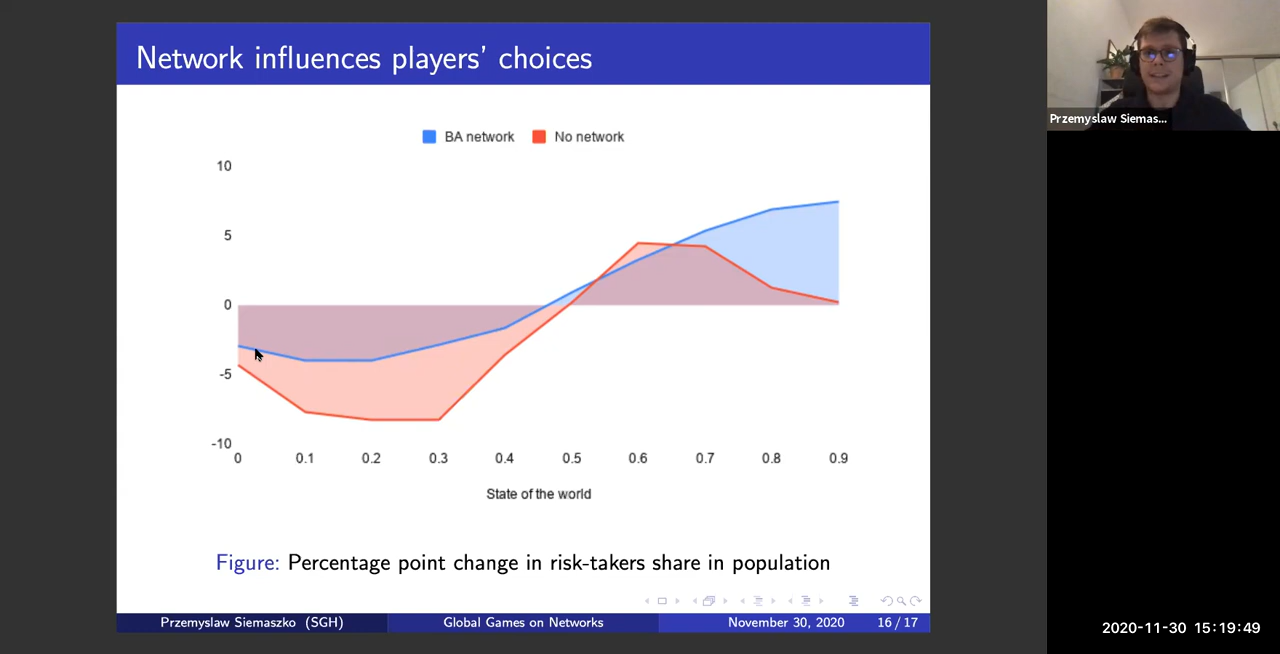 Network influences players' choices
BA network
No network
10
5
0
-5
-10
0 0.1 0.2 0.3 0.4 0.5 0.6 0.7 0.8 0.9
State of the world
Figure: Percentage point change in risk-takers share in population
Przemyslaw Siemaszko (SGH) Global Games on Networks November 30, 2020 16 / 17
Przemyslaw Siemas...
2020-11-30 15:19:49